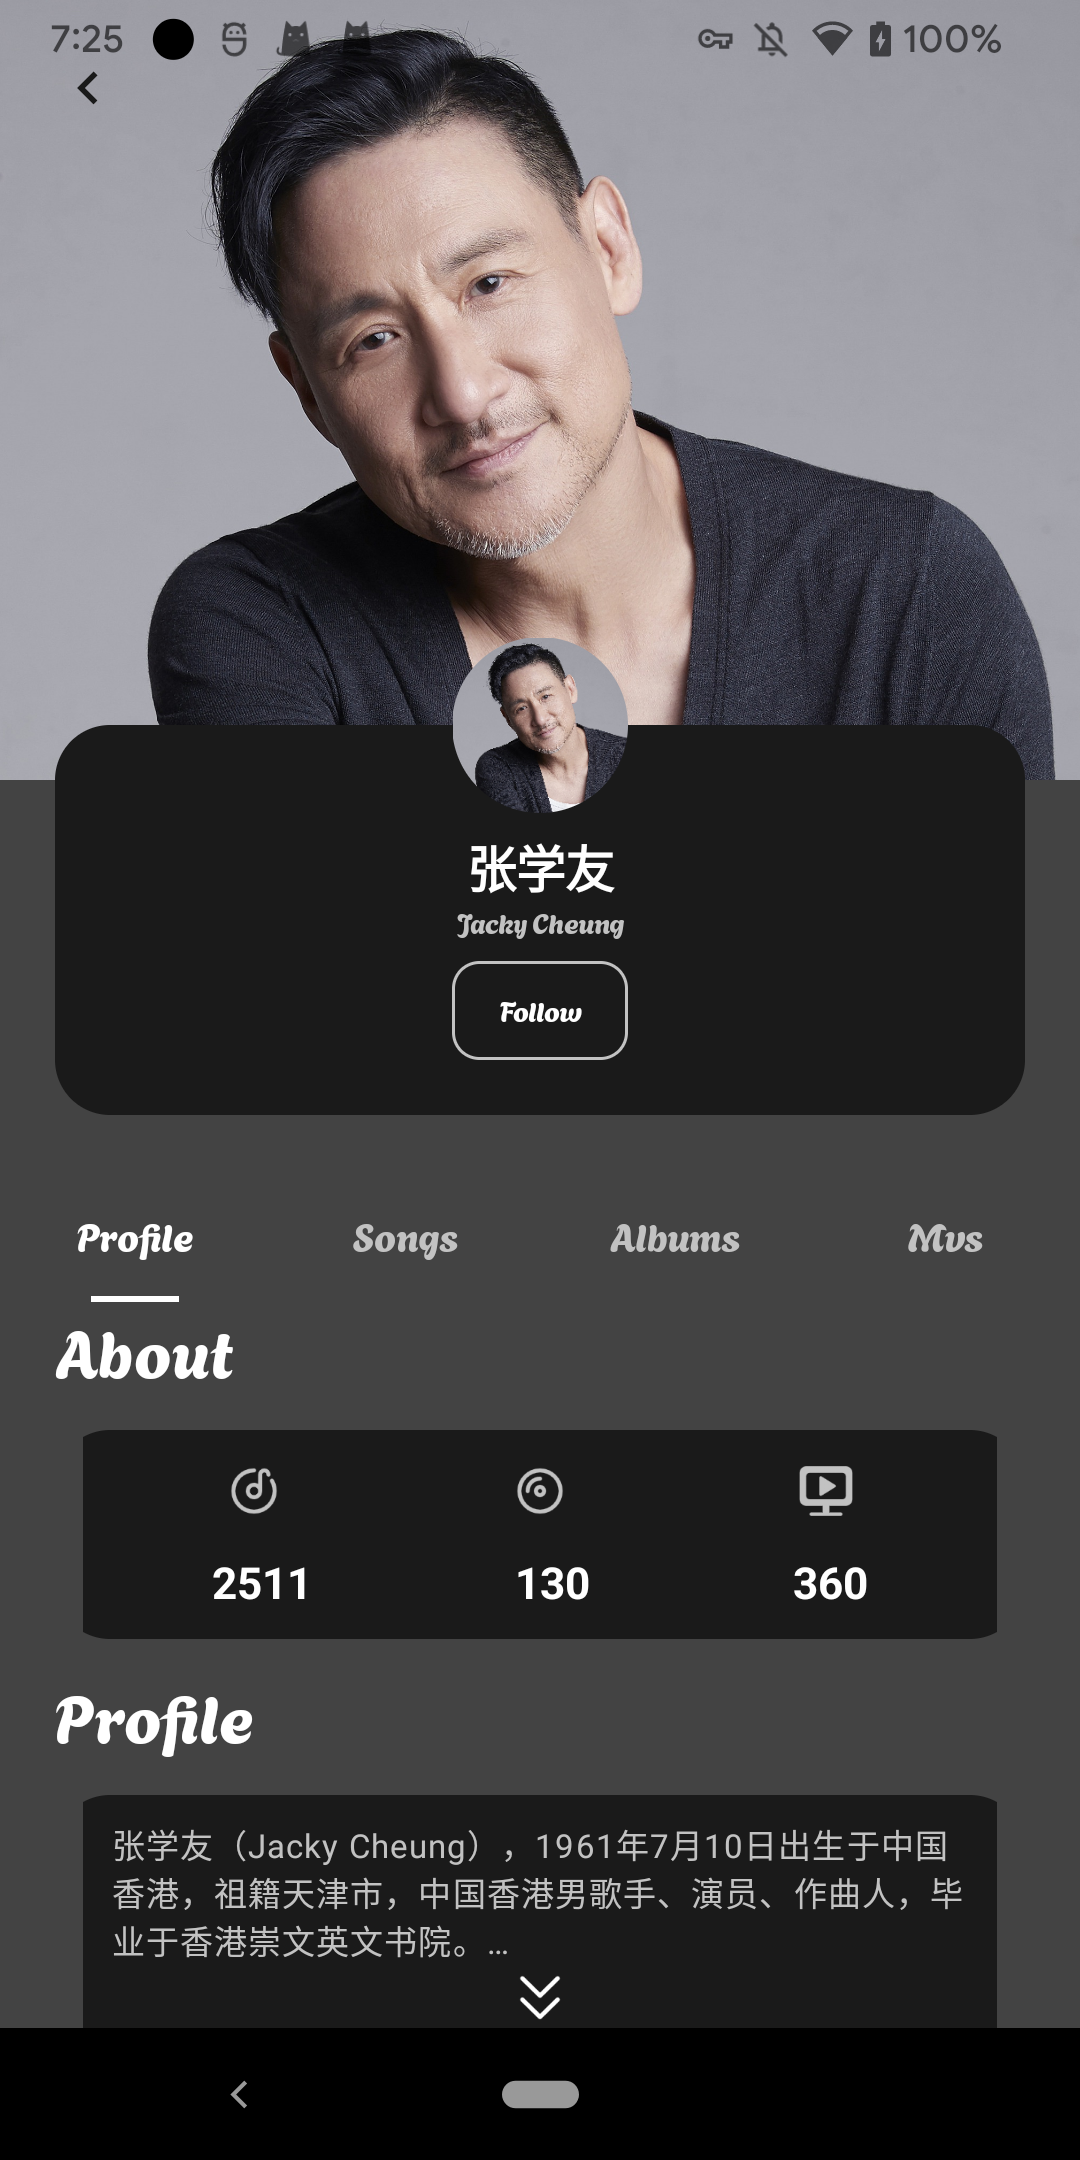 7:25
100%
张学友
Jacky Cheung
Follow
Profile
Songs
Albums
Mvs
About
2511
130
360
Profile
张学友（Jacky Cheung），1961年7月10日出生于中国
香港，祖籍天津市，中国香港男歌手、演员、作曲人，毕
业于香港崇文英文书院。...